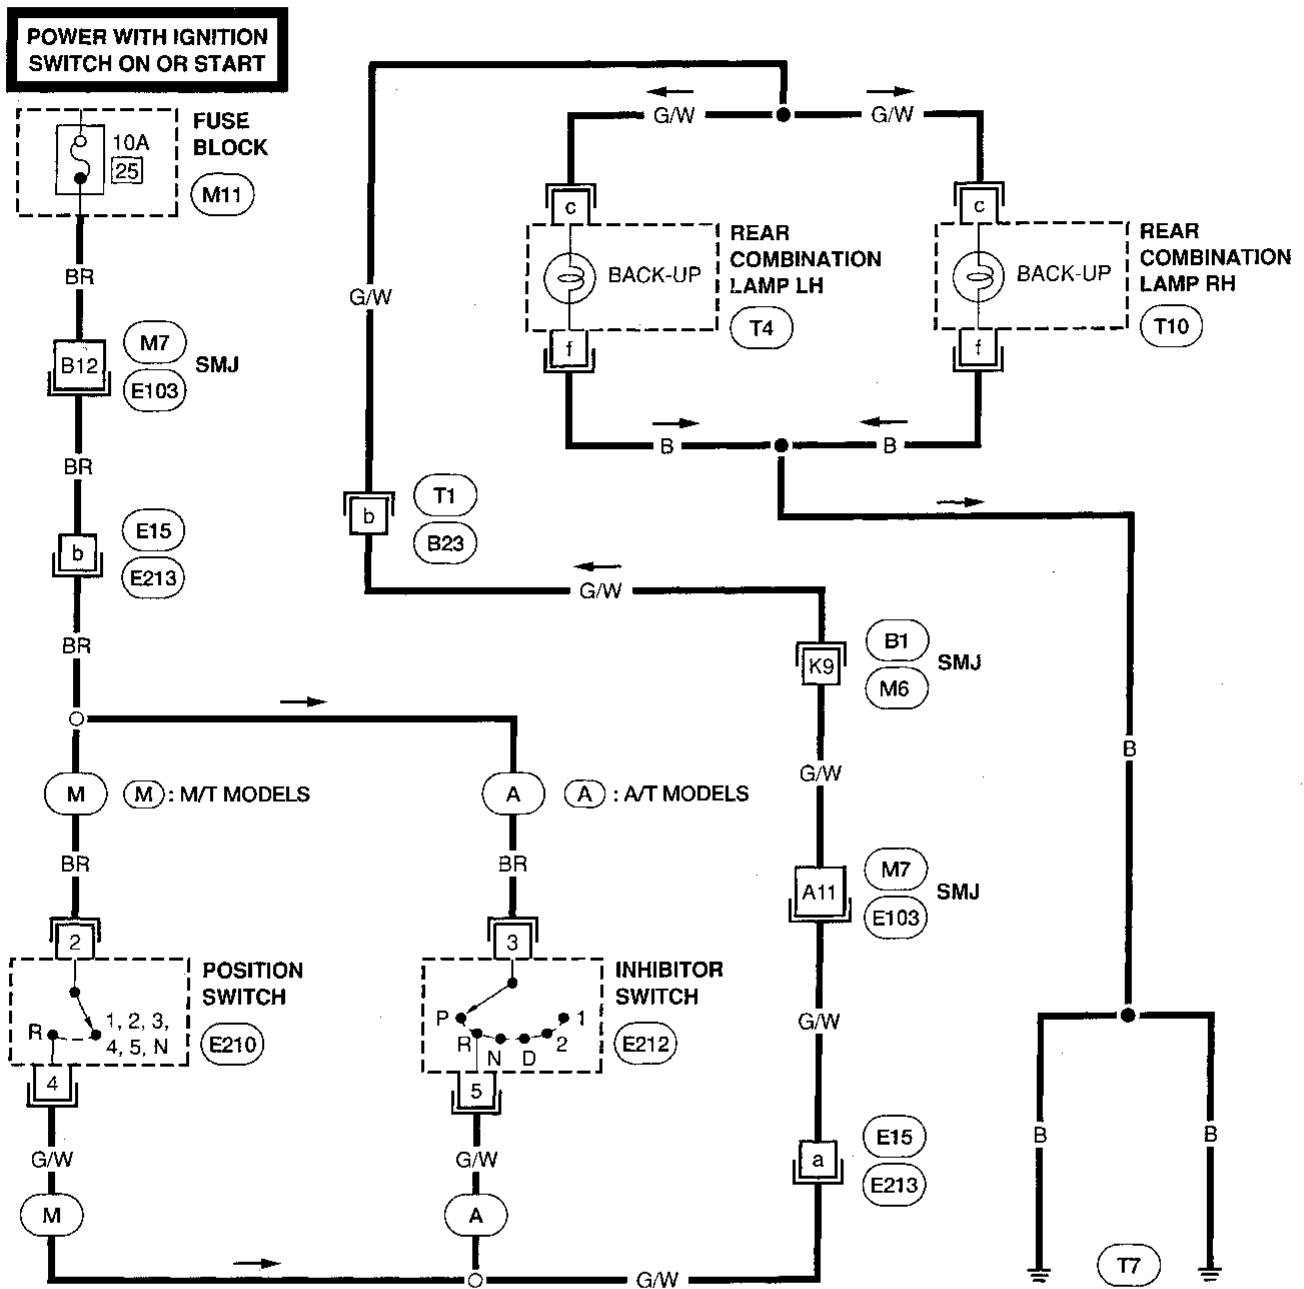 POWER WITH IGNITION
SWITCH ON OR START
10A
25
FUSE
BLOCK
M11
BR
B12
M7
E103
SMJ
BR
b
E15
E213
BR
M
M : M/T MODELS
A
A : A/T MODELS
BR
2
POSITION
SWITCH
E210
R
1, 2, 3,
4, 5, N
4
G/W
M
BR
3
INHIBITOR
SWITCH
E212
P
R
N
D
2
1
5
G/W
A
G/W
a
E15
E213
G/W
A11
M7
E103
SMJ
G/W
K9
B1
M6
SMJ
G/W
b
T1
B23
G/W
G/W
G/W
c
BACK-UP
f
REAR
COMBINATION
LAMP LH
T4
c
BACK-UP
f
REAR
COMBINATION
LAMP RH
T10
B
B
B
B
B
T7